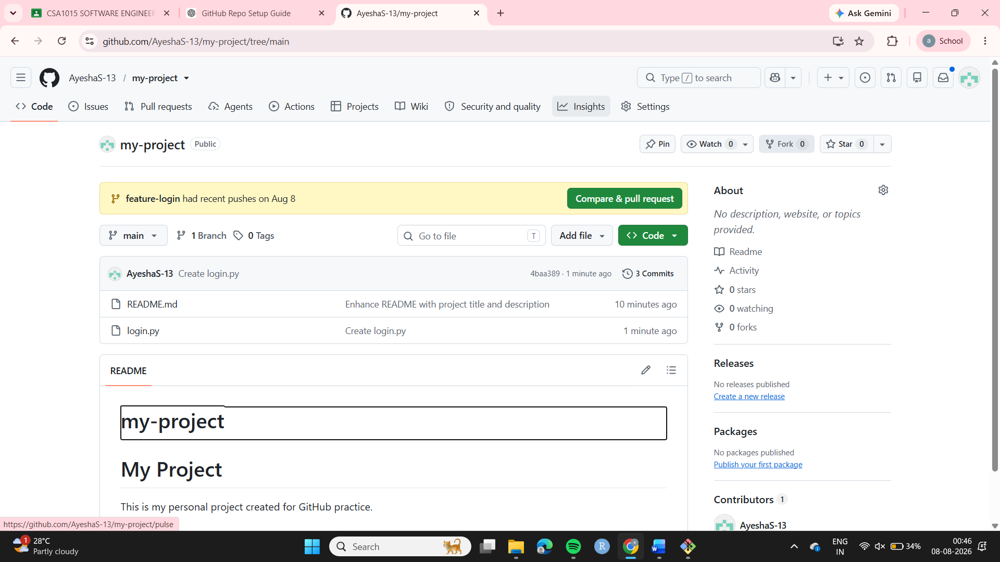 CSA1015 SOFTWARE ENGINEER
GitHub Repo Setup Guide
AyeshaS-13/my-project
Ask Gemini
github.com/AyeshaS-13/my-project/tree/main
a School
AyeshaS-13 / my-project
Type / to search
Code Issues Pull requests Agents Actions Projects Wiki Security and quality Insights Settings
my-project Public
Pin Watch 0 Fork 0 Star 0
feature-login had recent pushes on Aug 8
Compare & pull request
main 1 Branch 0 Tags
Go to file T
Add file
Code
AyeshaS-13 Create login.py 4baa389 · 1 minute ago 3 Commits
README.md Enhance README with project title and description 10 minutes ago
login.py Create login.py 1 minute ago
README
my-project
My Project
This is my personal project created for GitHub practice.
About
No description, website, or topics
provided.
Readme
Activity
0 stars
0 watching
0 forks
Releases
No releases published
Create a new release
Packages
No packages published
Publish your first package
Contributors 1
AyeshaS-13
https://github.com/AyeshaS-13/my-project/pulse
1
28°C
Partly cloudy
Search
R
a
W
ENG
IN
34%
00:46
08-08-2026